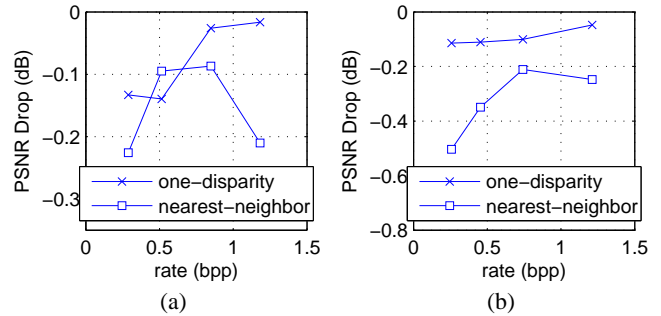 0
−0.1
−0.2
−0.3
PSNR Drop (dB)
one−disparity
nearest−neighbor
0
0.5
1
1.5
rate (bpp)
(a)
0
−0.2
−0.4
−0.6
−0.8
PSNR Drop (dB)
one−disparity
nearest−neighbor
0
0.5
1
1.5
rate (bpp)
(b)